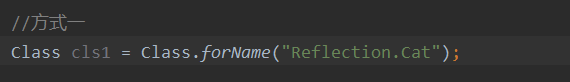 //方式一
Class cls1 = Class.forName("Reflection.Cat");